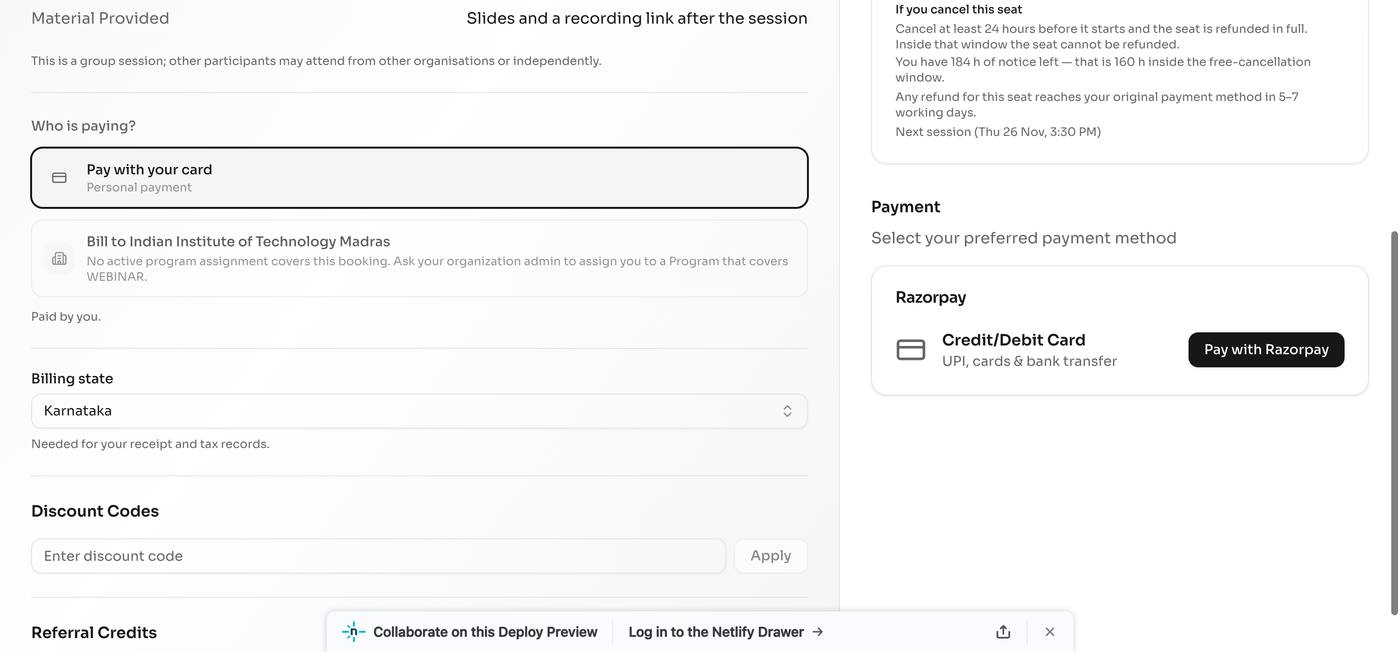 Material Provided
Slides and a recording link after the session
This is a group session; other participants may attend from other organisations or independently.
Who is paying?
Pay with your card
Personal payment
Bill to Indian Institute of Technology Madras
No active program assignment covers this booking. Ask your organization admin to assign you to a Program that covers
WEBINAR.
Paid by you.
Billing state
Karnataka
Needed for your receipt and tax records.
Discount Codes
Enter discount code
Apply
Referral Credits
If you cancel this seat
Cancel at least 24 hours before it starts and the seat is refunded in full.
Inside that window the seat cannot be refunded.
You have 184 h of notice left — that is 160 h inside the free-cancellation
window.
Any refund for this seat reaches your original payment method in 5–7
working days.
Next session (Thu 26 Nov, 3:30 PM)
Payment
Select your preferred payment method
Razorpay
Credit/Debit Card
UPI, cards & bank transfer
Pay with Razorpay
Collaborate on this Deploy Preview
Log in to the Netlify Drawer →